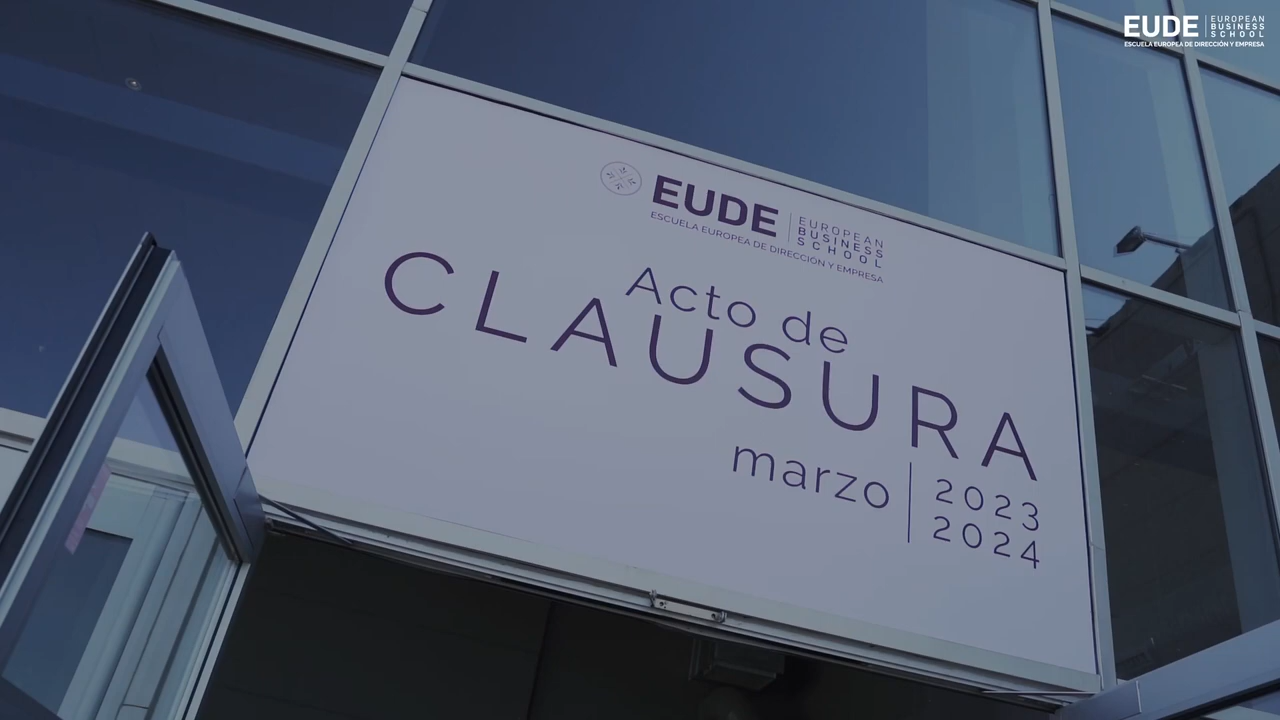 EUDE EUROPEAN BUSINESS SCHOOL
ESCUELA EUROPEA DE DIRECCIÓN Y EMPRESA
EUDE EUROPEAN BUSINESS SCHOOL
ESCUELA EUROPEA DE DIRECCIÓN Y EMPRESA
Acto de
CLAUSURA
marzo
2023
2024